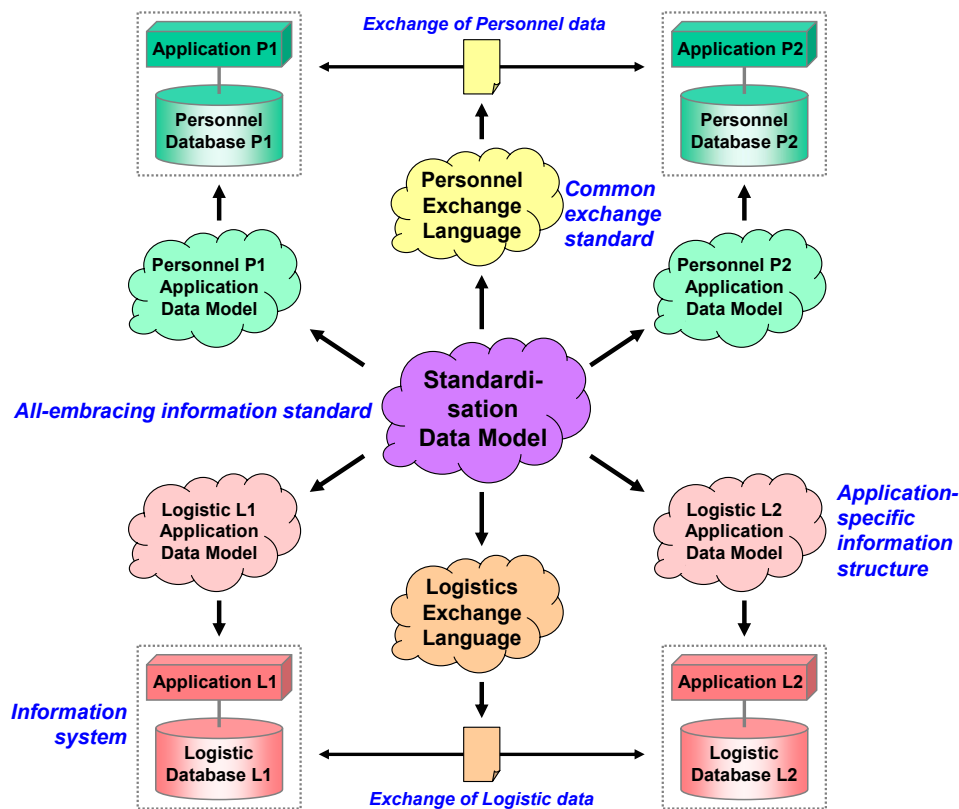 Exchange of Personnel data
Application P1
Application P2
Personnel
Database P1
Personnel
Database P2
Personnel
Exchange
Language
Common
exchange
standard
Personnel P1
Application
Data Model
Personnel P2
Application
Data Model
Standardi-
sation
Data Model
All-embracing information standard
Logistic L1
Application
Data Model
Logistic L2
Application
Data Model
Application-
specific
information
structure
Logistics
Exchange
Language
Application L1
Application L2
Information
system
Logistic
Database L1
Logistic
Database L2
Exchange of Logistic data